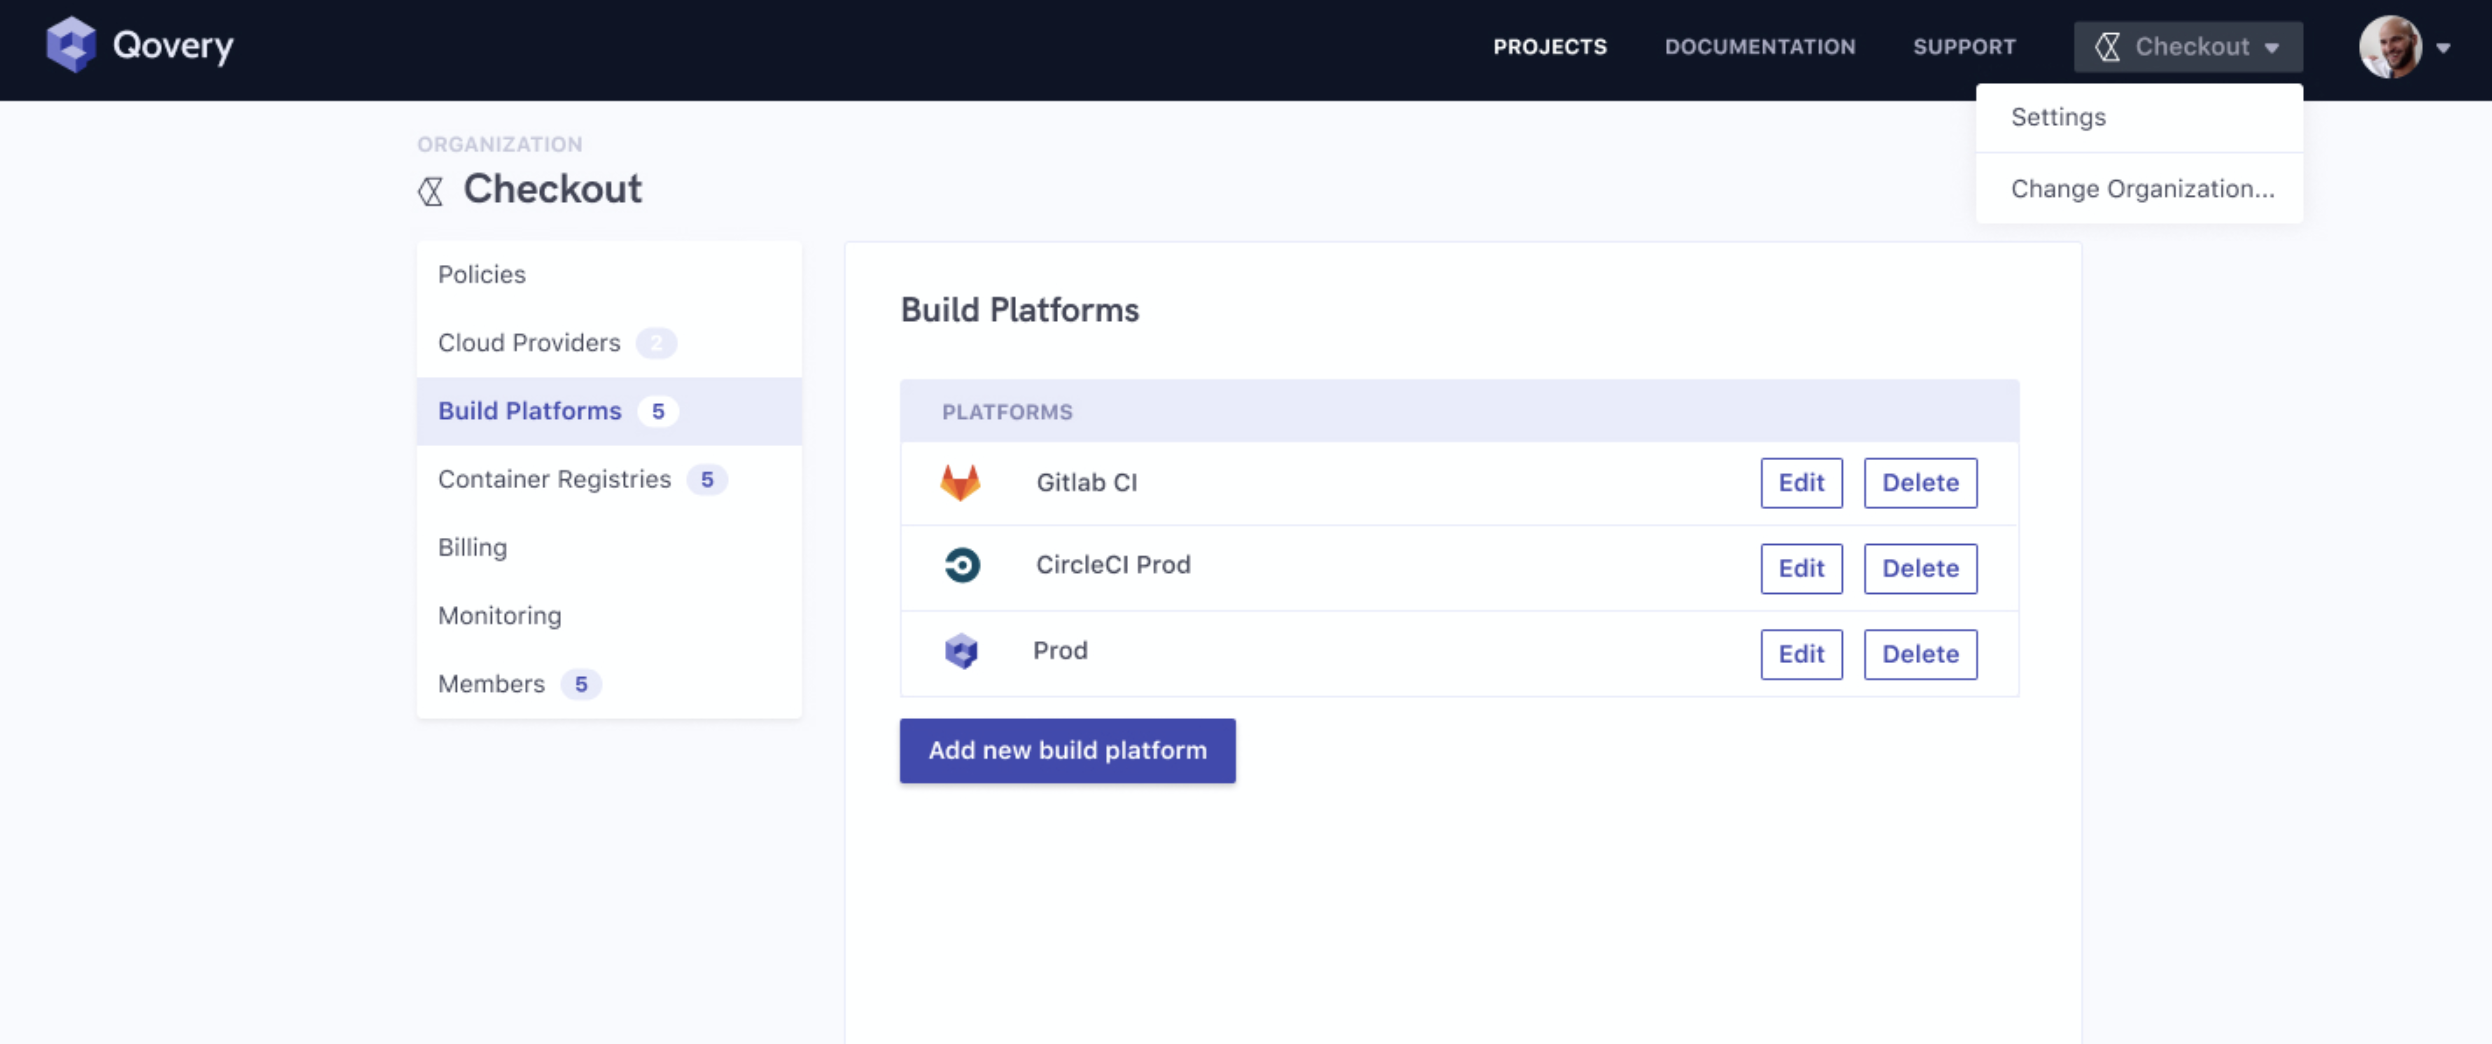 Qovery
PROJECTS
DOCUMENTATION
SUPPORT
Checkout
Settings
Change Organization...
ORGANIZATION
Checkout
Policies
Cloud Providers 2
Build Platforms 5
Container Registries 5
Billing
Monitoring
Members 5
Build Platforms
PLATFORMS
Gitlab CI Edit Delete
CircleCI Prod Edit Delete
Prod Edit Delete
Add new build platform